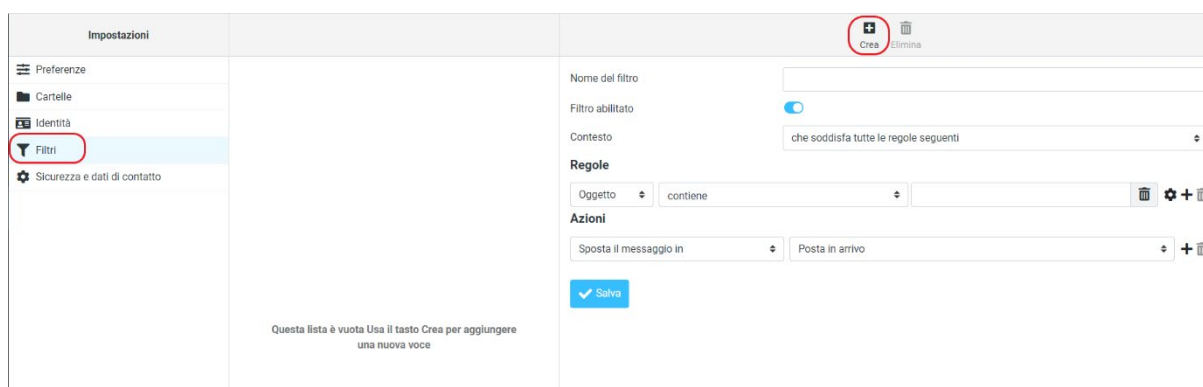 Impostazioni
Crea Elimina
Preferenze
Cartelle
Identità
Filtri
Sicurezza e dati di contatto
Questa lista è vuota Usa il tasto Crea per aggiungere
una nuova voce
Nome del filtro
Filtro abilitato
Contesto che soddisfa tutte le regole seguenti
Regole
Oggetto contiene
Azioni
Sposta il messaggio in Posta in arrivo
Salva